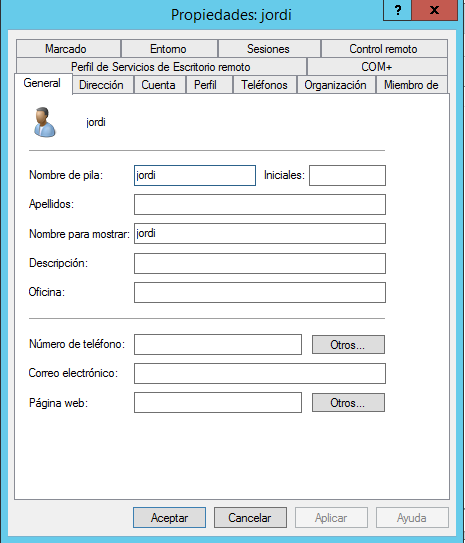 Propiedades: jordi
? x
Marcado Entorno Sesiones Control remoto
Perfil de Servicios de Escritorio remoto COM+
General Dirección Cuenta Perfil Teléfonos Organización Miembro de
jordi
Nombre de pila: jordi Iniciales:
Apellidos:
Nombre para mostrar: jordi
Descripción:
Oficina:
Número de teléfono: Otros...
Correo electrónico:
Página web: Otros...
Aceptar Cancelar Aplicar Ayuda